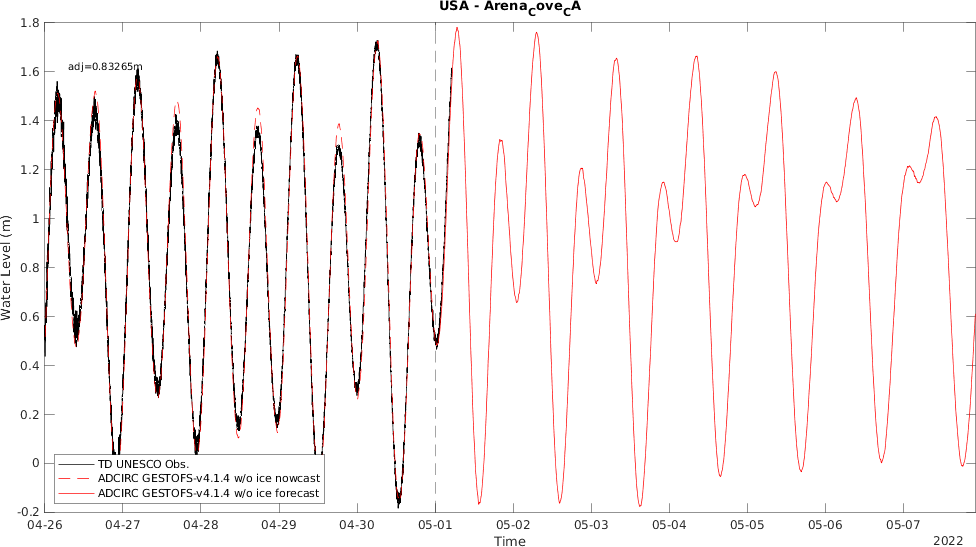 USA - Arena_Cove_CA
adj=0.83265m
1.8
1.6
1.4
1.2
1
0.8
0.6
0.4
0.2
0
-0.2
Water Level (m)
TD UNESCO Obs.
ADCIRC GESTOFS-v4.1.4 w/o ice nowcast
ADCIRC GESTOFS-v4.1.4 w/o ice forecast
04-26 04-27 04-28 04-29 04-30 05-01 05-02 05-03 05-04 05-05 05-06 05-07
Time
2022